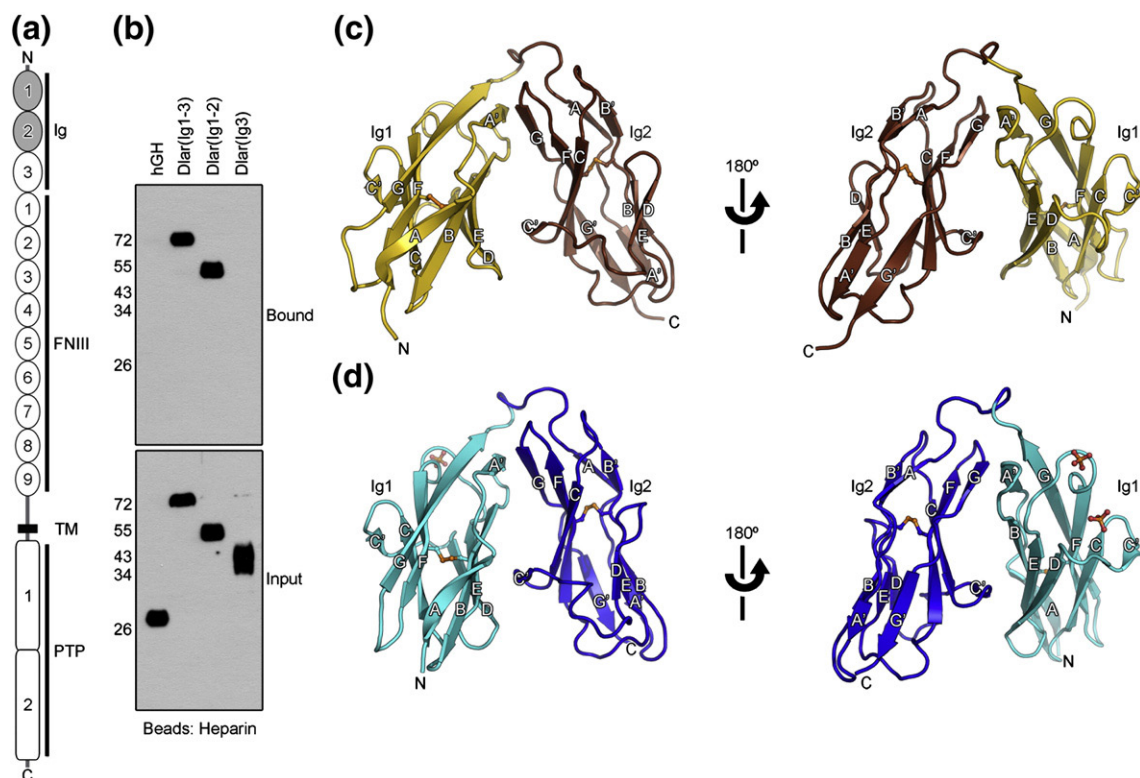 (a)
N
1
2
Ig
3
1
2
3
4
5
FNIII
6
7
8
9
TM
1
PTP
2
C
(b)
hGH
Dlar(Ig1-3)
Dlar(Ig1-2)
Dlar(Ig3)
72
55
43
34
26
Bound
72
55
43
34
26
Input
Beads: Heparin
(c)
Ig1
A'
C'
G
F
A
C
B
E
D
N
A
B'
G
F
C
Ig2
B
D
C'
G'
E
A'
C
180º
B'
A
G
Ig2
C
F
D
E
B
C'
A'
G'
C
A'
G
Ig1
F
C
C'
E
D
B
A
N
(d)
Ig1
A'
C
C'
G
F
E
A
B
D
N
A
B'
G
F
C
Ig2
C'
D
E
B
G'
A'
C
180º
B'
A
F
G
Ig2
C
B
D
E
C'
A'
G'
C
A'
G
Ig1
B
F
C
C'
E
D
A
N